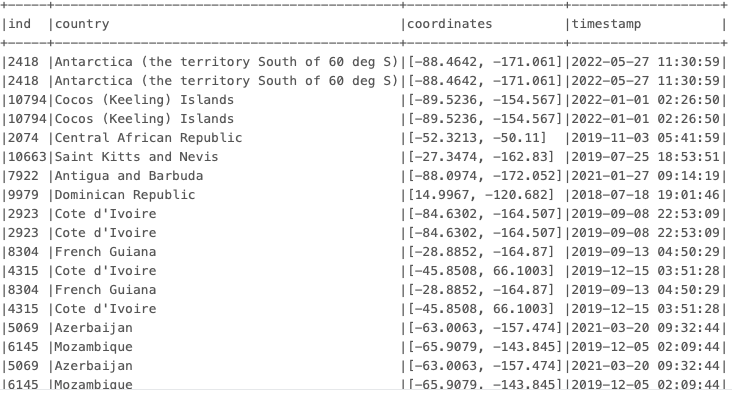 +-----+------------------------------------------+--------------------+-------------------+
|ind  |country                                   |coordinates         |timestamp          |
+-----+------------------------------------------+--------------------+-------------------+
|2418 |Antarctica (the territory South of 60 deg S)|[-88.4642, -171.061]|2022-05-27 11:30:59|
|2418 |Antarctica (the territory South of 60 deg S)|[-88.4642, -171.061]|2022-05-27 11:30:59|
|10794|Cocos (Keeling) Islands                   |[-89.5236, -154.567]|2022-01-01 02:26:50|
|10794|Cocos (Keeling) Islands                   |[-89.5236, -154.567]|2022-01-01 02:26:50|
|2074 |Central African Republic                  |[-52.3213, -50.11]  |2019-11-03 05:41:59|
|10663|Saint Kitts and Nevis                     |[-27.3474, -162.83] |2019-07-25 18:53:51|
|7922 |Antigua and Barbuda                       |[-88.0974, -172.052]|2021-01-27 09:14:19|
|9979 |Dominican Republic                        |[14.9967, -120.682] |2018-07-18 19:01:46|
|2923 |Cote d'Ivoire                             |[-84.6302, -164.507]|2019-09-08 22:53:09|
|2923 |Cote d'Ivoire                             |[-84.6302, -164.507]|2019-09-08 22:53:09|
|8304 |French Guiana                             |[-28.8852, -164.87] |2019-09-13 04:50:29|
|4315 |Cote d'Ivoire                             |[-45.8508, 66.1003] |2019-12-15 03:51:28|
|8304 |French Guiana                             |[-28.8852, -164.87] |2019-09-13 04:50:29|
|4315 |Cote d'Ivoire                             |[-45.8508, 66.1003] |2019-12-15 03:51:28|
|5069 |Azerbaijan                                |[-63.0063, -157.474]|2021-03-20 09:32:44|
|6145 |Mozambique                                |[-65.9079, -143.845]|2019-12-05 02:09:44|
|5069 |Azerbaijan                                |[-63.0063, -157.474]|2021-03-20 09:32:44|
|6145 |Mozambique                                |[-65.9079, -143.845]|2019-12-05 02:09:44|